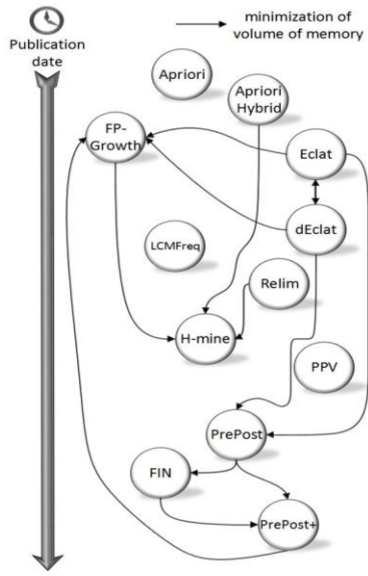 Publication
date
minimization of
volume of memory
Apriori
Apriori
Hybrid
FP-
Growth
Eclat
dEclat
LCMFreq
Relim
H-mine
PPV
PrePost
FIN
PrePost+